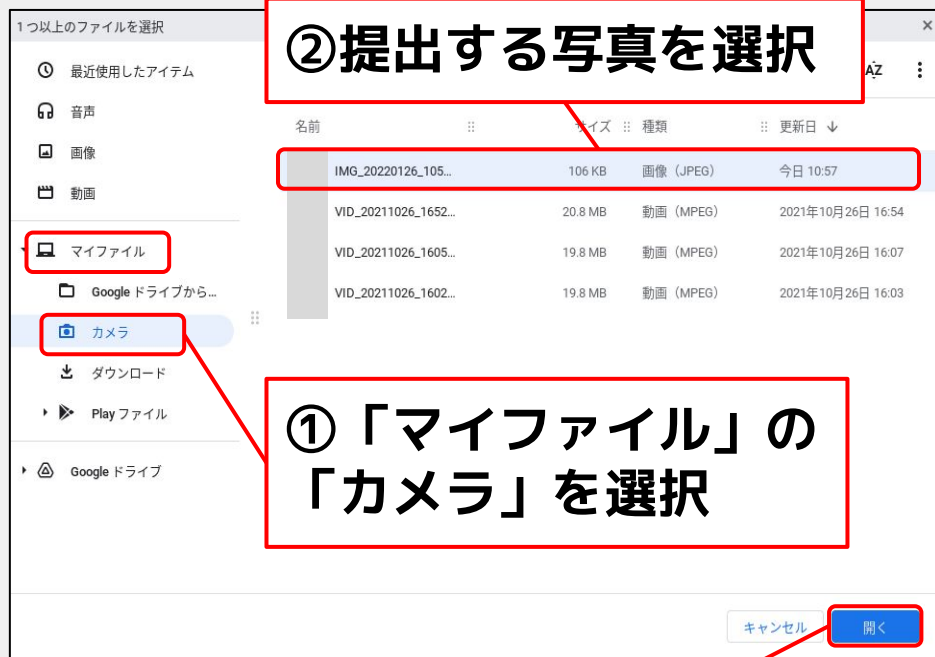 1つ以上のファイルを選択
②提出する写真を選択
AZ
最近使用したアイテム
音声
画像
動画
マイファイル
Google ドライブから...
カメラ
ダウンロード
Play ファイル
Google ドライブ
名前 サイズ 種類 更新日
IMG_20220126_105... 106 KB 画像（JPEG） 今日 10:57
VID_20211026_1652... 20.8 MB 動画（MPEG） 2021年10月26日 16:54
VID_20211026_1605... 19.8 MB 動画（MPEG） 2021年10月26日 16:07
VID_20211026_1602... 19.8 MB 動画（MPEG） 2021年10月26日 16:03
①「マイファイル」の
「カメラ」を選択
キャンセル 開く